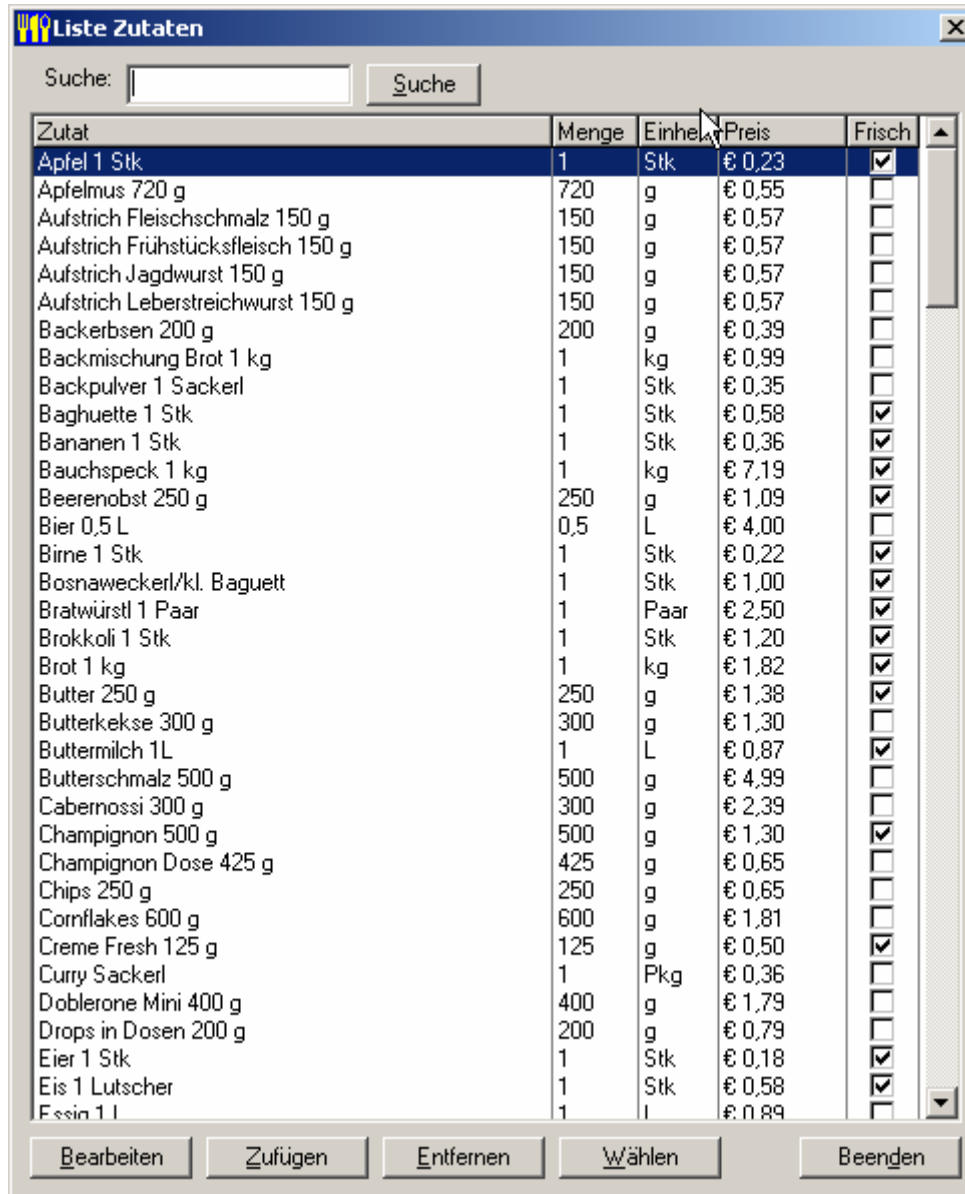 Liste Zutaten
Suche: Suche
Zutat Menge Einhei Preis Frisch
Apfel 1 Stk 1 Stk € 0,23
Apfelmus 720 g 720 g € 0,55
Aufstrich Fleischschmalz 150 g 150 g € 0,57
Aufstrich Frühstücksfleisch 150 g 150 g € 0,57
Aufstrich Jagdwurst 150 g 150 g € 0,57
Aufstrich Leberstreichwurst 150 g 150 g € 0,57
Backerbsen 200 g 200 g € 0,39
Backmischung Brot 1 kg 1 kg € 0,99
Backpulver 1 Sackerl 1 Stk € 0,35
Baghuette 1 Stk 1 Stk € 0,58
Bananen 1 Stk 1 Stk € 0,36
Bauchspeck 1 kg 1 kg € 7,19
Beerenobst 250 g 250 g € 1,09
Bier 0,5 L 0,5 L € 4,00
Birne 1 Stk 1 Stk € 0,22
Bosnaweckerl/kl. Baguett 1 Stk € 1,00
Bratwürstl 1 Paar 1 Paar € 2,50
Brokkoli 1 Stk 1 Stk € 1,20
Brot 1 kg 1 kg € 1,82
Butter 250 g 250 g € 1,38
Butterkekse 300 g 300 g € 1,30
Buttermilch 1L 1 L € 0,87
Butterschmalz 500 g 500 g € 4,99
Cabernossi 300 g 300 g € 2,39
Champignon 500 g 500 g € 1,30
Champignon Dose 425 g 425 g € 0,65
Chips 250 g 250 g € 0,65
Cornflakes 600 g 600 g € 1,81
Creme Fresh 125 g 125 g € 0,50
Curry Sackerl 1 Pkg € 0,36
Doblerone Mini 400 g 400 g € 1,79
Drops in Dosen 200 g 200 g € 0,79
Eier 1 Stk 1 Stk € 0,18
Eis 1 Lutscher 1 Stk € 0,58
Essig 1 L 1 L € 0,89
Bearbeiten Zufügen Entfernen Wählen Beenden